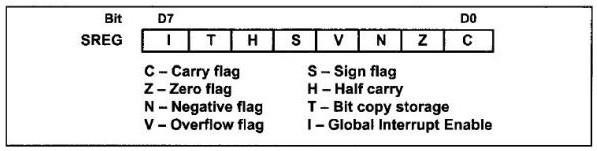 Bit D7 D0
SREG I T H S V N Z C
C – Carry flag S – Sign flag
Z – Zero flag H – Half carry
N – Negative flag T – Bit copy storage
V – Overflow flag I – Global Interrupt Enable